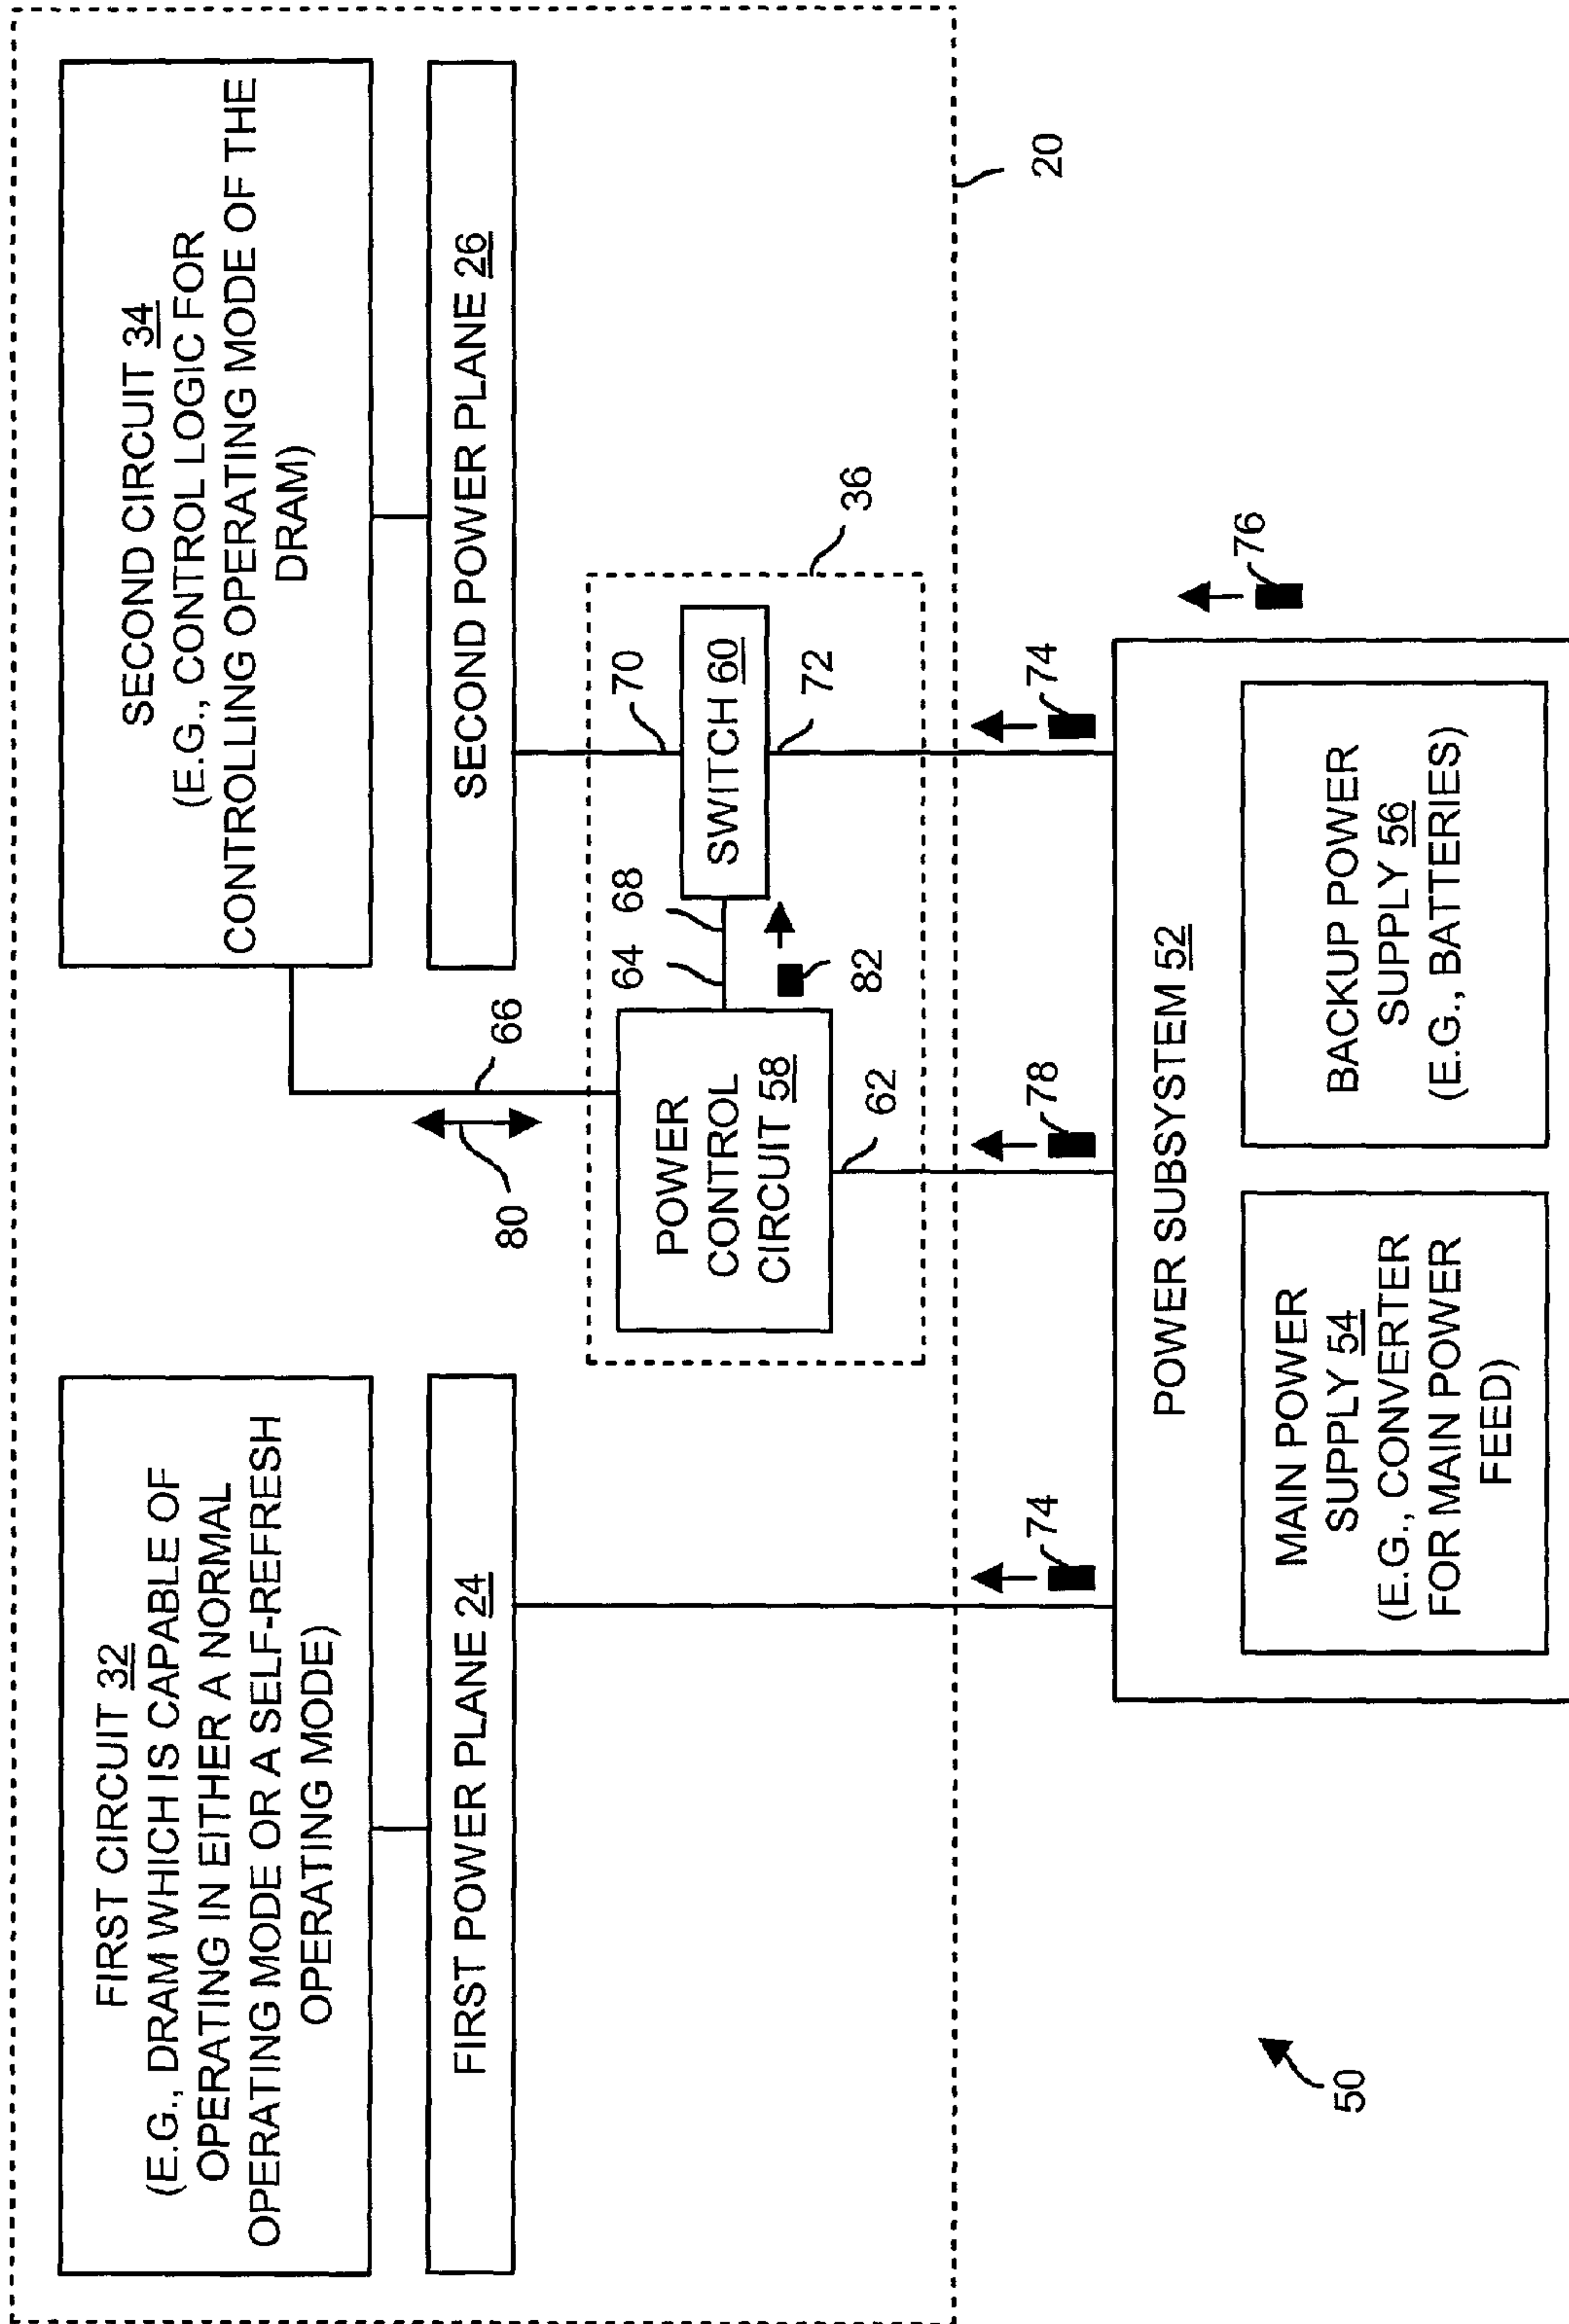 FIRST CIRCUIT 32
(E.G., DRAM WHICH IS CAPABLE OF
OPERATING IN EITHER A NORMAL
OPERATING MODE OR A SELF-REFRESH
OPERATING MODE)
SECOND CIRCUIT 34
(E.G., CONTROL LOGIC FOR
CONTROLLING OPERATING MODE OF THE
DRAM)
FIRST POWER PLANE 24
SECOND POWER PLANE 26
80
66
36
POWER
CONTROL
CIRCUIT 58
64
68
82
SWITCH 60
70
72
62
20
74
78
74
76
POWER SUBSYSTEM 52
MAIN POWER
SUPPLY 54
(E.G., CONVERTER
FOR MAIN POWER
FEED)
BACKUP POWER
SUPPLY 56
(E.G., BATTERIES)
50